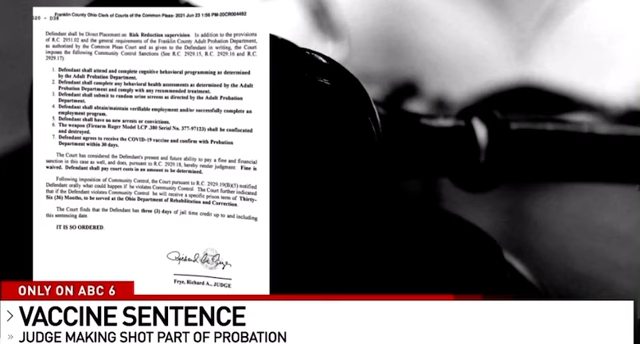 Franklin County Ohio Clerk of Courts of the Common Pleas- 2021 Jun 23 1:55 PM-20CR004492
Defendant shall be Direct Placement on Risk Reduction supervision. In addition to the provisions
of R.C. 2951.02 and the general requirements of the Franklin County Adult Probation Department,
as authorized by the Common Pleas Court and as given to the Defendant in writing, the Court
imposes the following Community Control Sanctions (See R.C. 2929.15, R.C. 2929.16 and R.C.
2929.17):
1. Defendant shall attend and complete cognitive behavioral programming as determined
by the Adult Probation Department.
2. Defendant shall complete any behavioral health assessments as determined by the Adult
Probation Department and comply with any recommended treatment.
3. Defendant shall submit to random urine screens as directed by the Adult Probation
Department.
4. Defendant shall obtain/maintain verifiable employment and/or successfully complete an
employment program.
5. Defendant shall have no new arrests or convictions.
6. The weapon (Firearm Ruger Model LCP .380 Serial No. 377-97123) shall be confiscated
and destroyed.
7. Defendant agrees to receive the COVID-19 vaccine and confirm with Probation
Department within 30 days.
The Court has considered the Defendant's present and future ability to pay a fine and financial
sanction in this case as well, and does, pursuant to R.C. 2929.18, hereby render judgment. Fine is
waived. Defendant shall pay court costs in an amount to be determined.
Following imposition of Community Control, the Court pursuant to R.C. 2929.19(B)(5) notified
Defendant orally what could happen if he violates Community Control. The Court further indicated
that if the Defendant violates Community Control he will receive a specific prison term of Thirty-
Six (36) Months, to be served at the Ohio Department of Rehabilitation and Correction.
The Court finds that the Defendant has three (3) days of jail time credit up to and including
this sentencing date.
IT IS SO ORDERED.
Frye, Richard A., JUDGE
ONLY ON ABC 6
> VACCINE SENTENCE
» JUDGE MAKING SHOT PART OF PROBATION